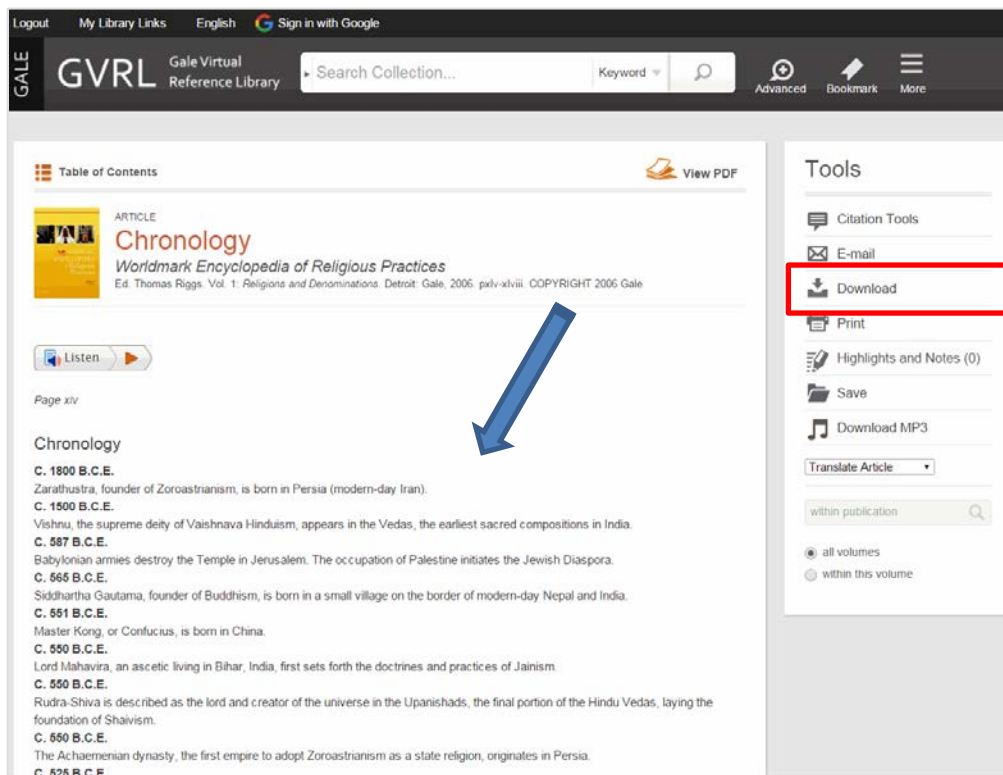 Logout My Library Links English Sign in with Google
GALE
GVRL Gale Virtual
Reference Library
Search Collection...
Keyword
Advanced Bookmark More
Table of Contents
View PDF
ARTICLE
Chronology
Worldmark Encyclopedia of Religious Practices
Ed. Thomas Riggs. Vol. 1: Religions and Denominations. Detroit: Gale, 2006. pxlv-xlviii. COPYRIGHT 2006 Gale
Listen
Page xlv
Chronology
C. 1800 B.C.E.
Zarathustra, founder of Zoroastrianism, is born in Persia (modern-day Iran).
C. 1500 B.C.E.
Vishnu, the supreme deity of Vaishnava Hinduism, appears in the Vedas, the earliest sacred compositions in India.
C. 587 B.C.E.
Babylonian armies destroy the Temple in Jerusalem. The occupation of Palestine initiates the Jewish Diaspora.
C. 565 B.C.E.
Siddhartha Gautama, founder of Buddhism, is born in a small village on the border of modern-day Nepal and India.
C. 551 B.C.E.
Master Kong, or Confucius, is born in China.
C. 550 B.C.E.
Lord Mahavira, an ascetic living in Bihar, India, first sets forth the doctrines and practices of Jainism.
C. 550 B.C.E.
Rudra-Shiva is described as the lord and creator of the universe in the Upanishads, the final portion of the Hindu Vedas, laying the
foundation of Shaivism.
C. 550 B.C.E.
The Achaemenian dynasty, the first empire to adopt Zoroastrianism as a state religion, originates in Persia.
C. 525 B.C.E.
Tools
Citation Tools
E-mail
Download
Print
Highlights and Notes (0)
Save
Download MP3
Translate Article
within publication
all volumes
within this volume